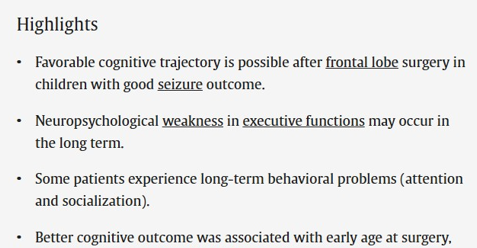 Highlights
• Favorable cognitive trajectory is possible after frontal lobe surgery in
children with good seizure outcome.
• Neuropsychological weakness in executive functions may occur in
the long term.
• Some patients experience long-term behavioral problems (attention
and socialization).
• Better cognitive outcome was associated with early age at surgery,